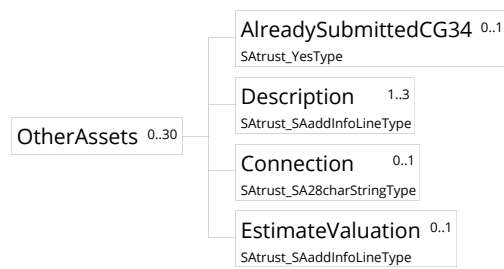 AlreadySubmittedCG34 0..1
SAtrust_YesType
Description 1..3
SAtrust_SAaddInfoLineType
OtherAssets 0..30
Connection 0..1
SAtrust_SA28charStringType
EstimateValuation 0..1
SAtrust_SAaddInfoLineType